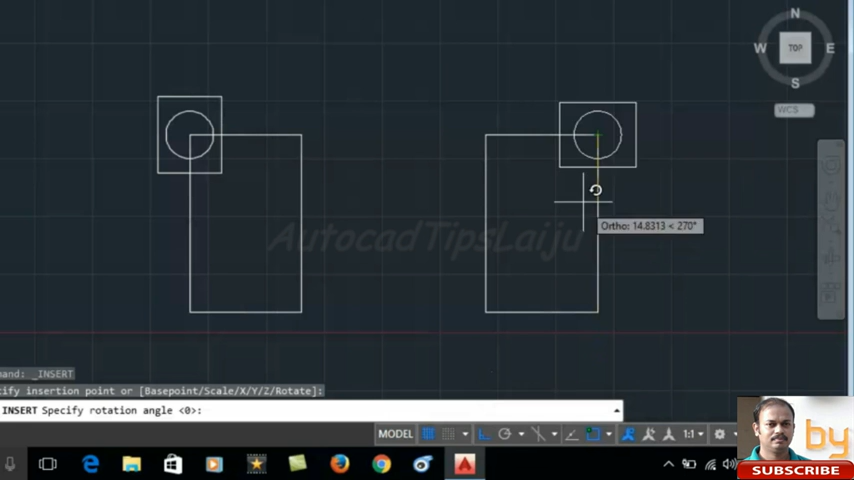 N
W TOP E
S
WCS
AutocadTipsLaiju
Ortho: 14.8313 < 270°
mand: _INSERT
cify insertion point or [Basepoint/Scale/X/Y/Z/Rotate]:
INSERT Specify rotation angle <0>:
MODEL 1:1
by
SUBSCRIBE